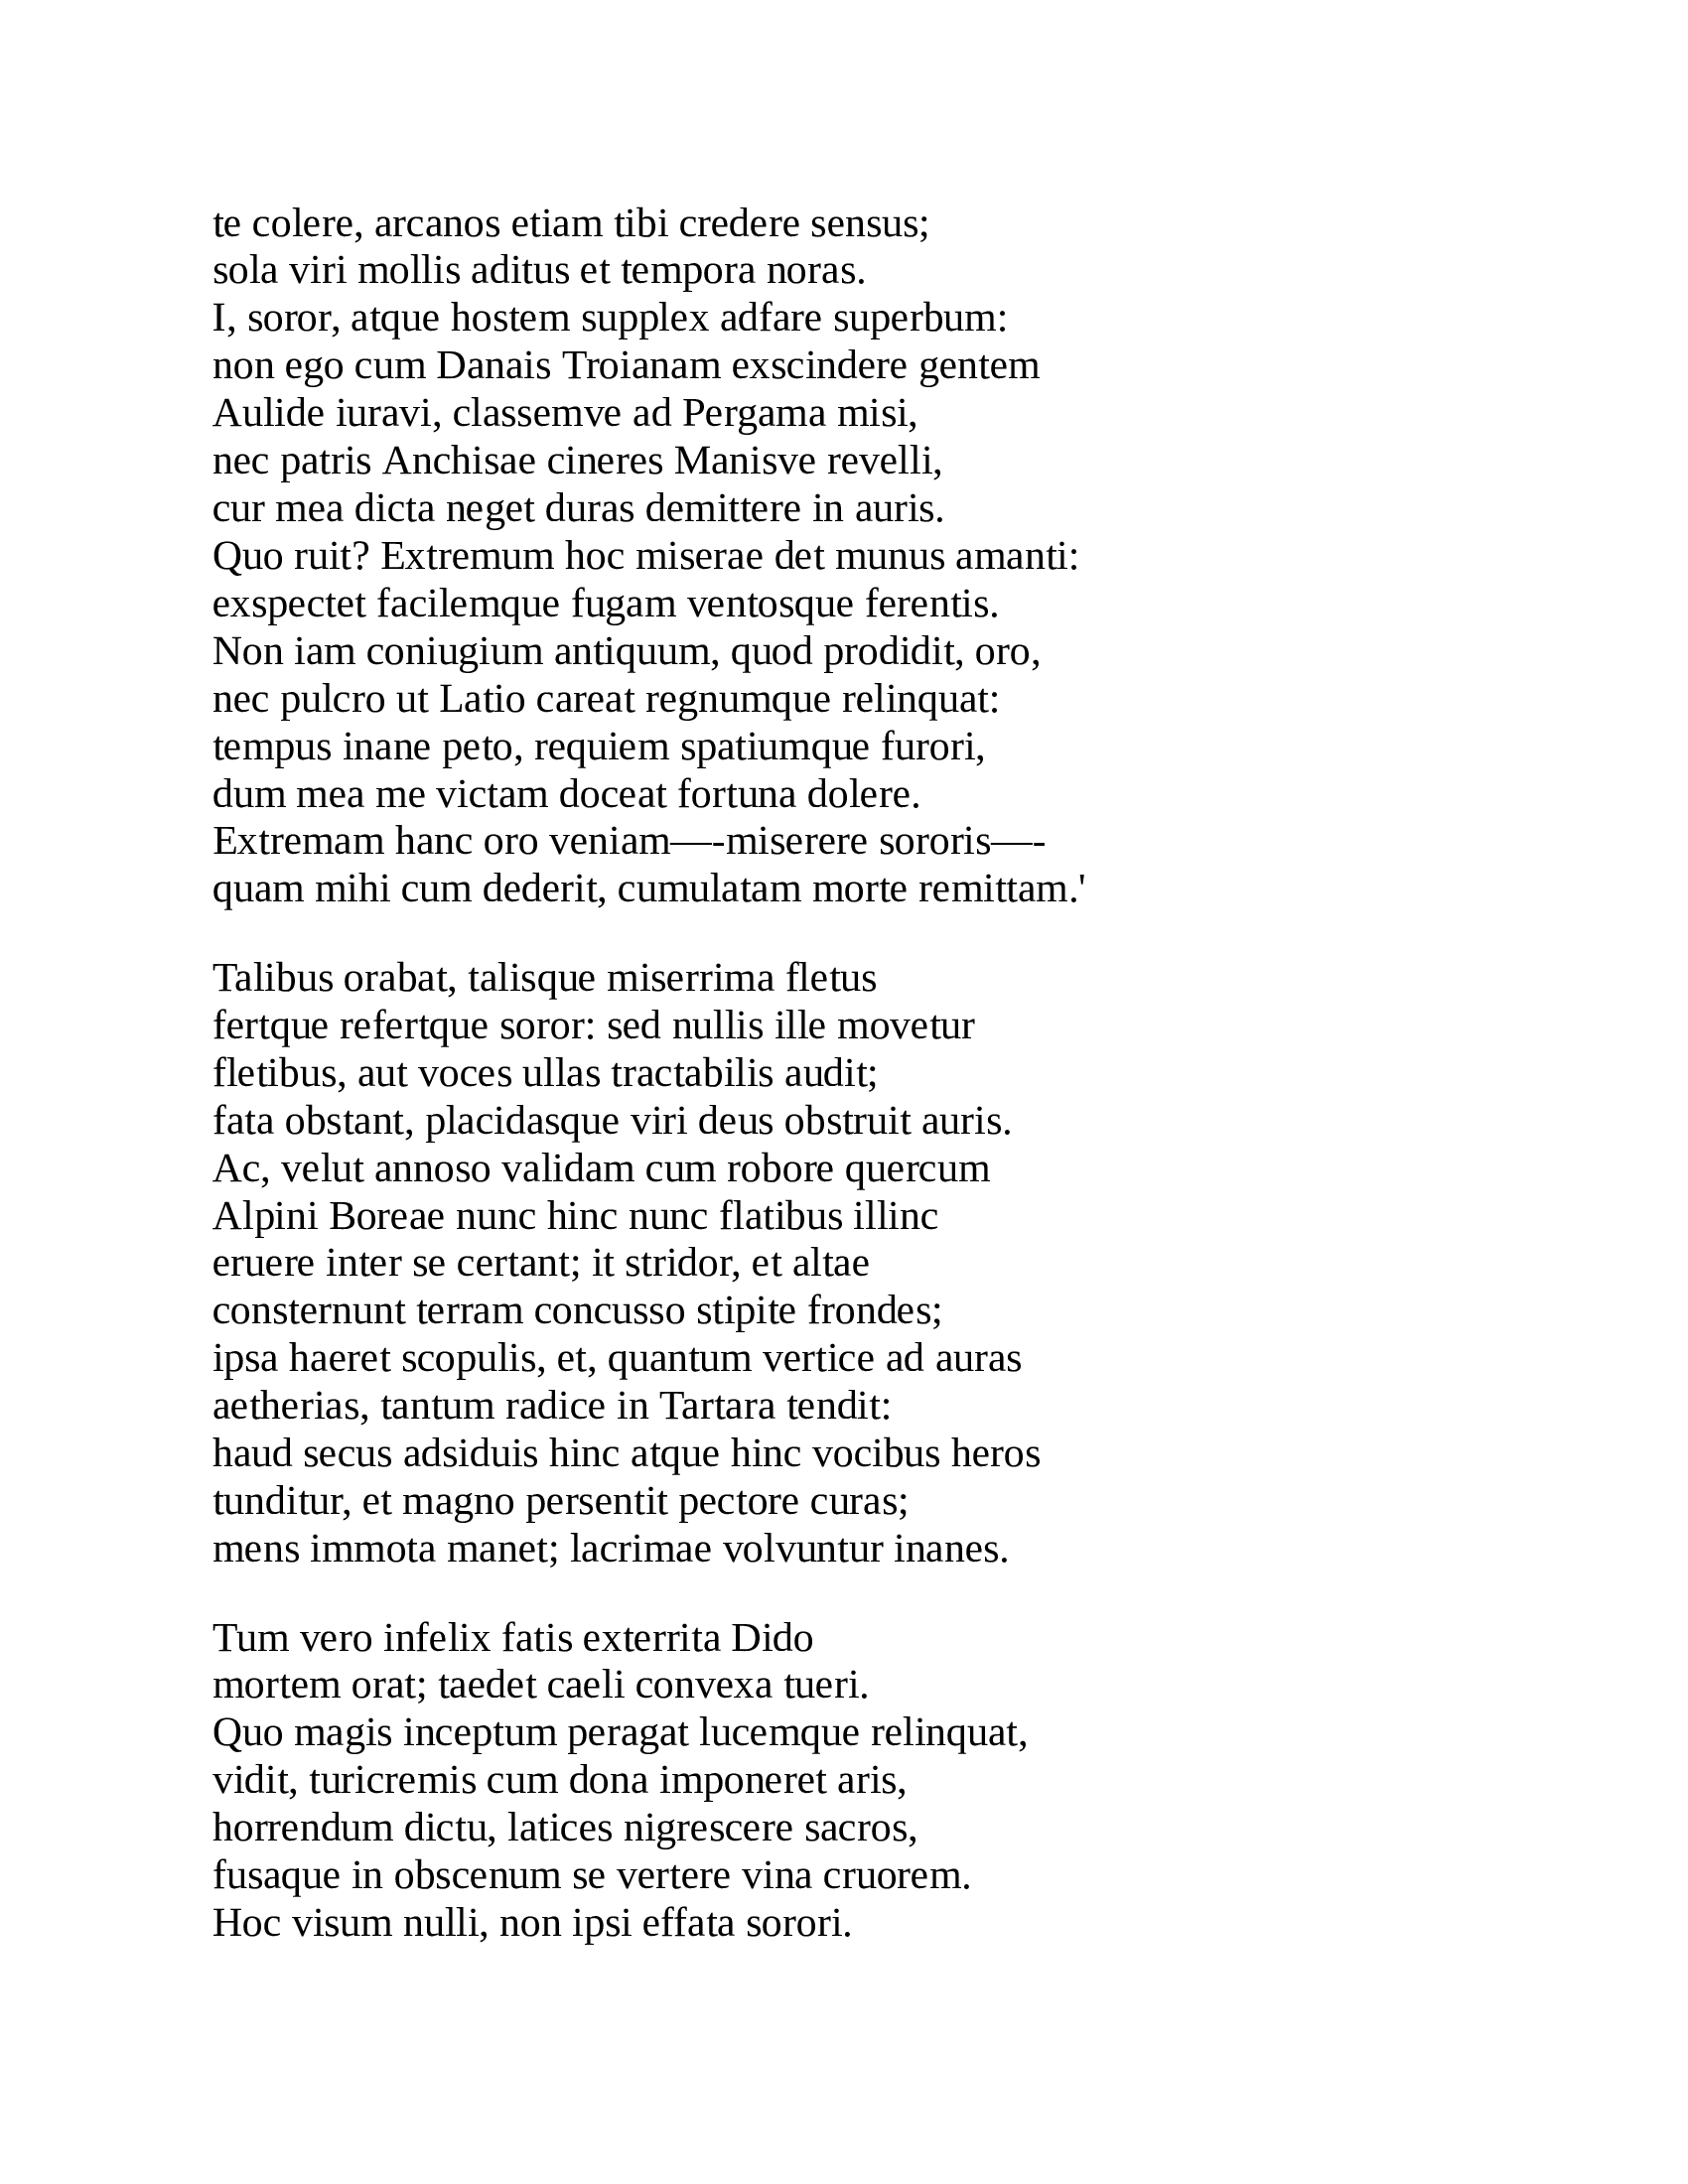 te colere, arcanos etiam tibi credere sensus;
sola viri mollis aditus et tempora noras.
I, soror, atque hostem supplex adfare superbum:
non ego cum Danais Troianam exscindere gentem
Aulide iuravi, classemve ad Pergama misi,
nec patris Anchisae cineres Manisve revelli,
cur mea dicta neget duras demittere in auris.
Quo ruit? Extremum hoc miserae det munus amanti:
exspectet facilemque fugam ventosque ferentis.
Non iam coniugium antiquum, quod prodidit, oro,
nec pulcro ut Latio careat regnumque relinquat:
tempus inane peto, requiem spatiumque furori,
dum mea me victam doceat fortuna dolere.
Extremam hanc oro veniam—-miserere sororis—-
quam mihi cum dederit, cumulatam morte remittam.'

Talibus orabat, talisque miserrima fletus
fertque refertque soror: sed nullis ille movetur
fletibus, aut voces ullas tractabilis audit;
fata obstant, placidasque viri deus obstruit auris.
Ac, velut annoso validam cum robore quercum
Alpini Boreae nunc hinc nunc flatibus illinc
eruere inter se certant; it stridor, et altae
consternunt terram concusso stipite frondes;
ipsa haeret scopulis, et, quantum vertice ad auras
aetherias, tantum radice in Tartara tendit:
haud secus adsiduis hinc atque hinc vocibus heros
tunditur, et magno persentit pectore curas;
mens immota manet; lacrimae volvuntur inanes.

Tum vero infelix fatis exterrita Dido
mortem orat; taedet caeli convexa tueri.
Quo magis inceptum peragat lucemque relinquat,
vidit, turicremis cum dona imponeret aris,
horrendum dictu, latices nigrescere sacros,
fusaque in obscenum se vertere vina cruorem.
Hoc visum nulli, non ipsi effata sorori.